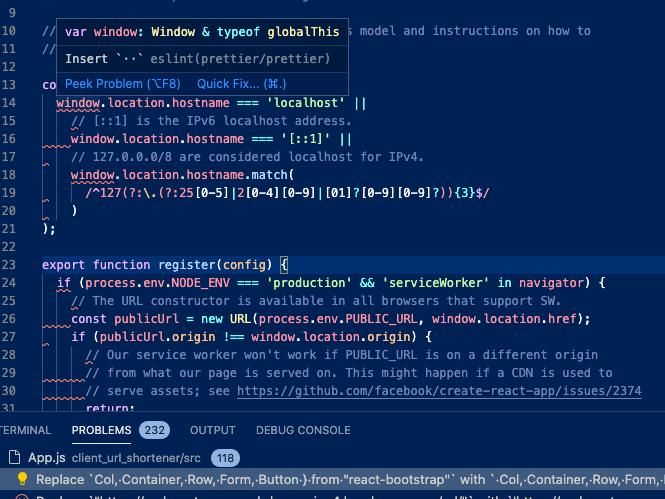 9
10 // s model and instructions on how to
var window: Window & typeof globalThis
11 //
Insert `··` eslint(prettier/prettier)
12
Peek Problem (⌥F8) Quick Fix... (⌘.)
13 co
14 window.location.hostname === 'localhost' ||
15 // [::1] is the IPv6 localhost address.
16 window.location.hostname === '[::1]' ||
17 // 127.0.0.0/8 are considered localhost for IPv4.
18 window.location.hostname.match(
19 /^127(?:\.(?:25[0-5]|2[0-4][0-9]|[01]?[0-9][0-9]?)){3}$/
20 )
21 );
22
23 export function register(config) {
24 if (process.env.NODE_ENV === 'production' && 'serviceWorker' in navigator) {
25 // The URL constructor is available in all browsers that support SW.
26 const publicUrl = new URL(process.env.PUBLIC_URL, window.location.href);
27 if (publicUrl.origin !== window.location.origin) {
28 // Our service worker won't work if PUBLIC_URL is on a different origin
29 // from what our page is served on. This might happen if a CDN is used to
30 // serve assets; see https://github.com/facebook/create-react-app/issues/2374
31 return;
TERMINAL PROBLEMS 232 OUTPUT DEBUG CONSOLE
App.js client_url_shortener/src 118
Replace `Col,·Container,·Row,·Form,·Button·}·from·"react-bootstrap"` with `·Col,·Container,·Row,·Form,